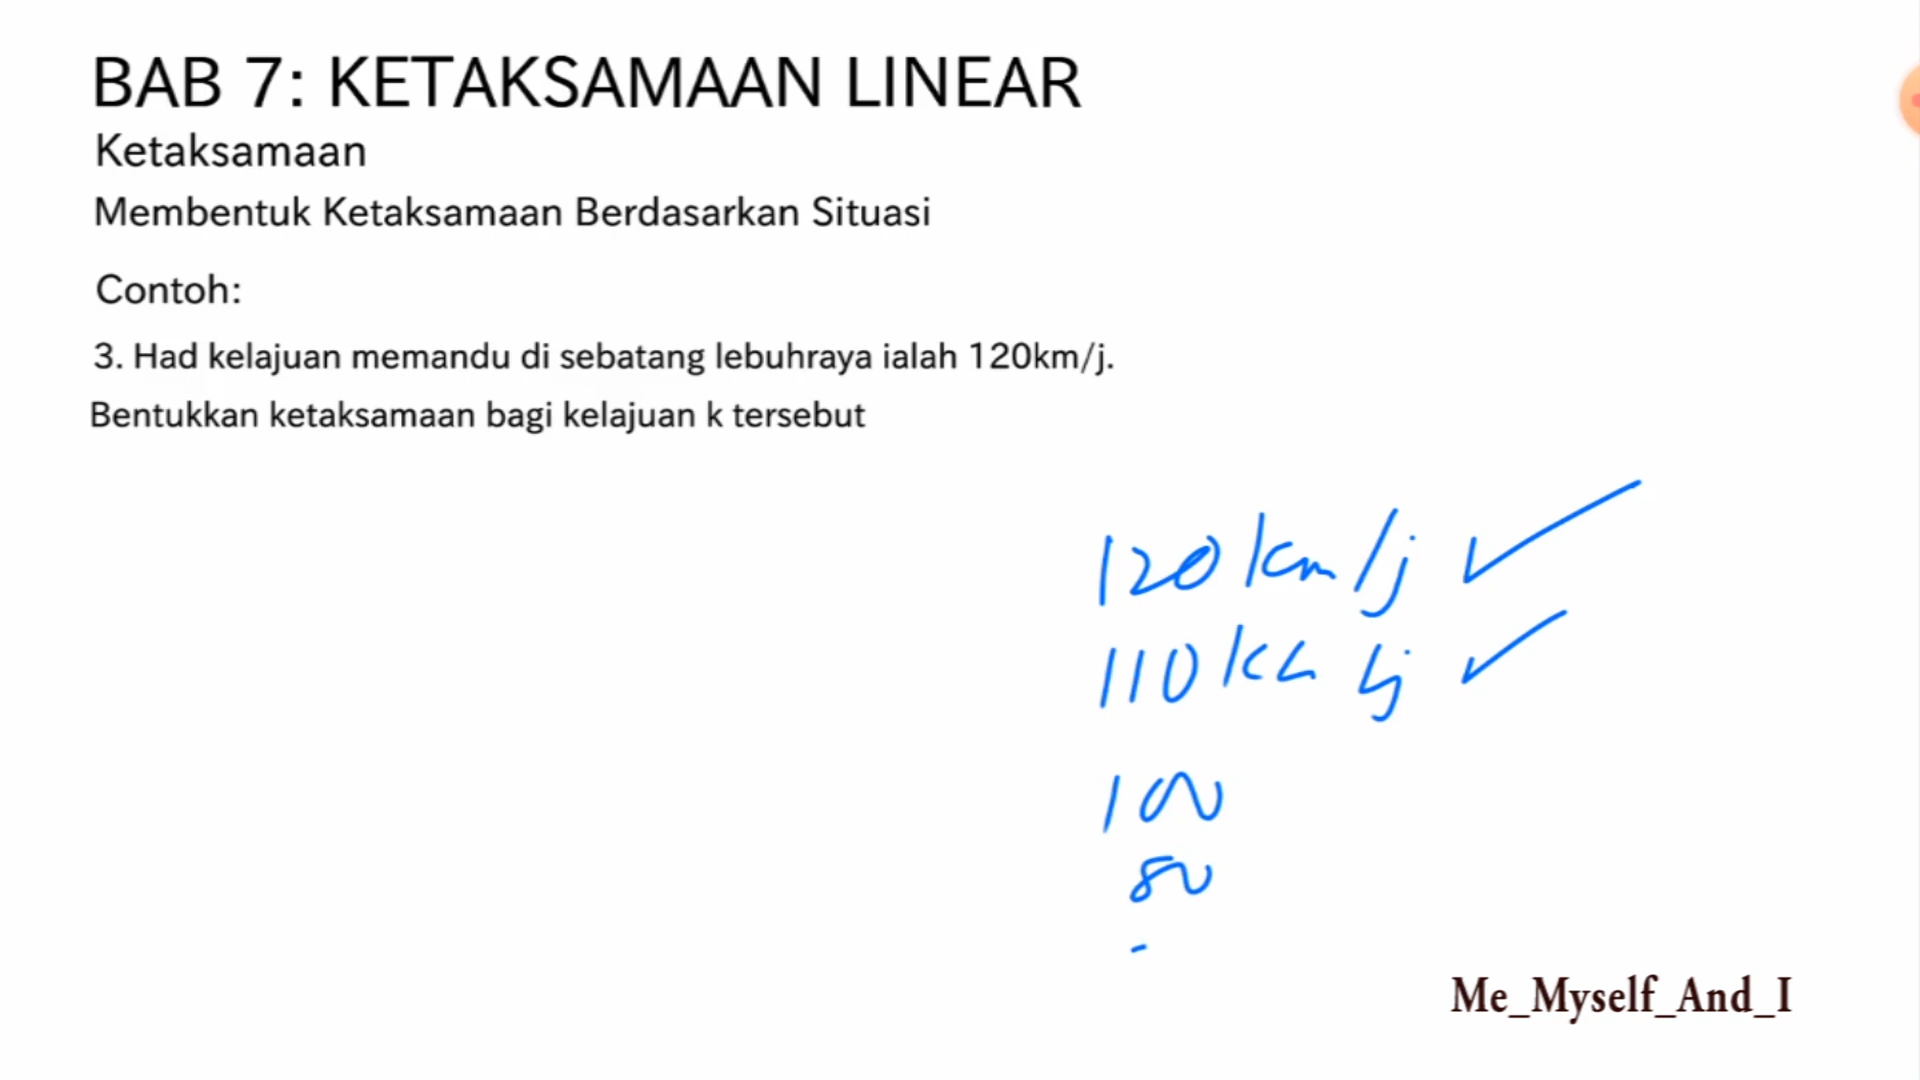 BAB 7: KETAKSAMAAN LINEAR
Ketaksamaan
Membentuk Ketaksamaan Berdasarkan Situasi
Contoh:
3. Had kelajuan memandu di sebatang lebuhraya ialah 120km/j.
Bentukkan ketaksamaan bagi kelajuan k tersebut
120 km/j ✓
110 km/j ✓
100
80
Me_Myself_And_I